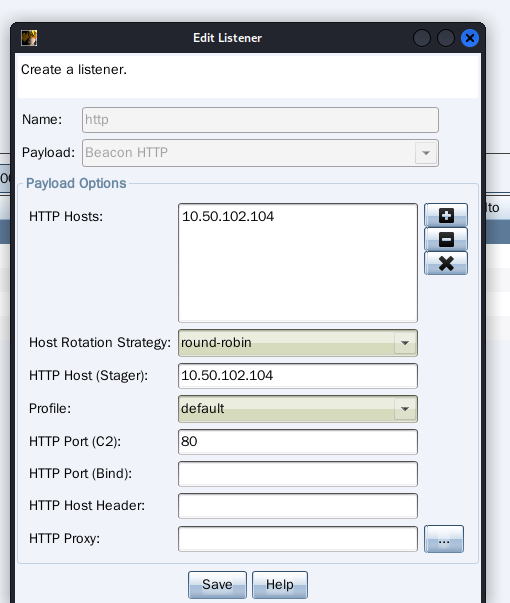 Edit Listener
Create a listener.
Name: http
Payload: Beacon HTTP
Payload Options
HTTP Hosts: 10.50.102.104
Host Rotation Strategy: round-robin
HTTP Host (Stager): 10.50.102.104
Profile: default
HTTP Port (C2): 80
HTTP Port (Bind):
HTTP Host Header:
HTTP Proxy:
...
Save Help